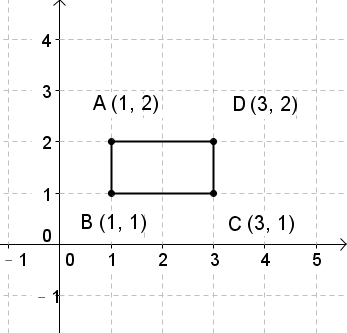 4
3
A (1, 2) D (3, 2)
2
1
B (1, 1) C (3, 1)
0
– 1 0 1 2 3 4 5
– 1